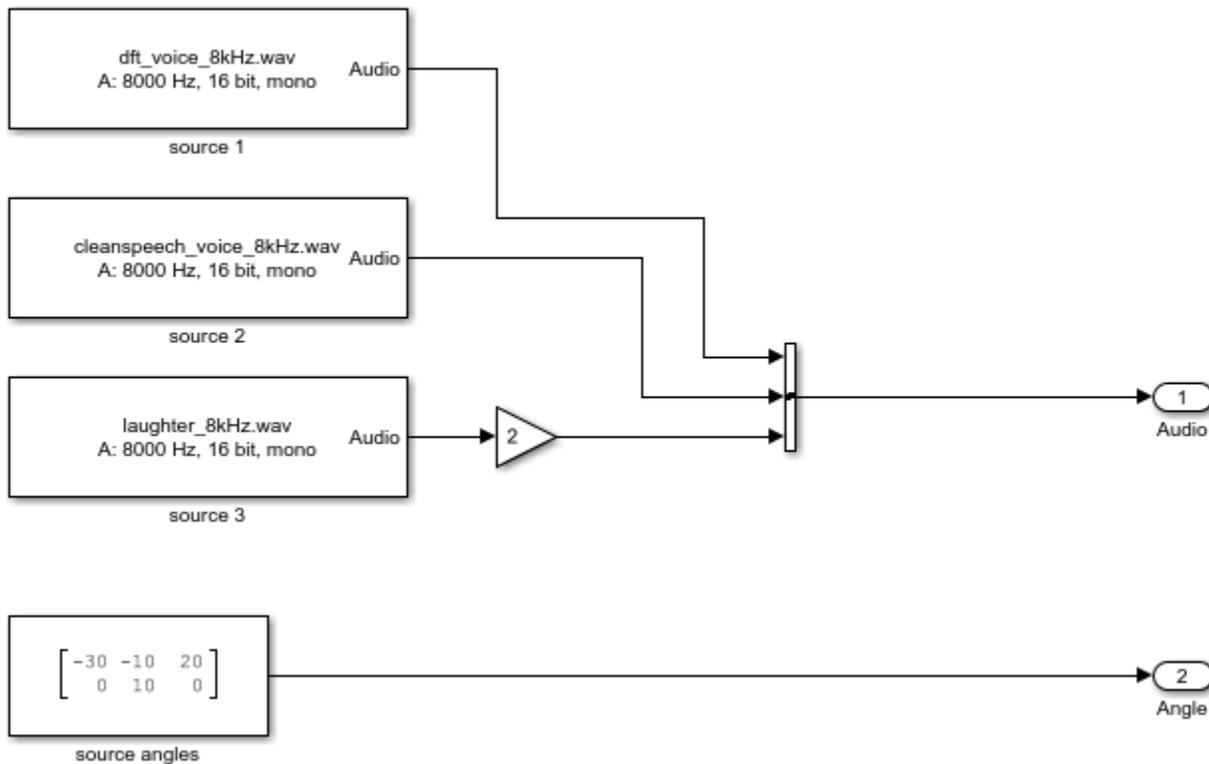 dft_voice_8kHz.wav
A: 8000 Hz, 16 bit, mono
Audio
source 1
cleanspeech_voice_8kHz.wav
A: 8000 Hz, 16 bit, mono
Audio
source 2
laughter_8kHz.wav
A: 8000 Hz, 16 bit, mono
Audio
source 3
2
1
Audio
-30 -10 20
0 10 0
source angles
2
Angle